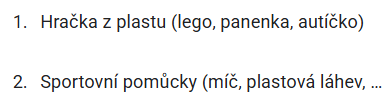 1. Hračka z plastu (lego, panenka, autíčko)
2. Sportovní pomůcky (míč, plastová láhev, ...